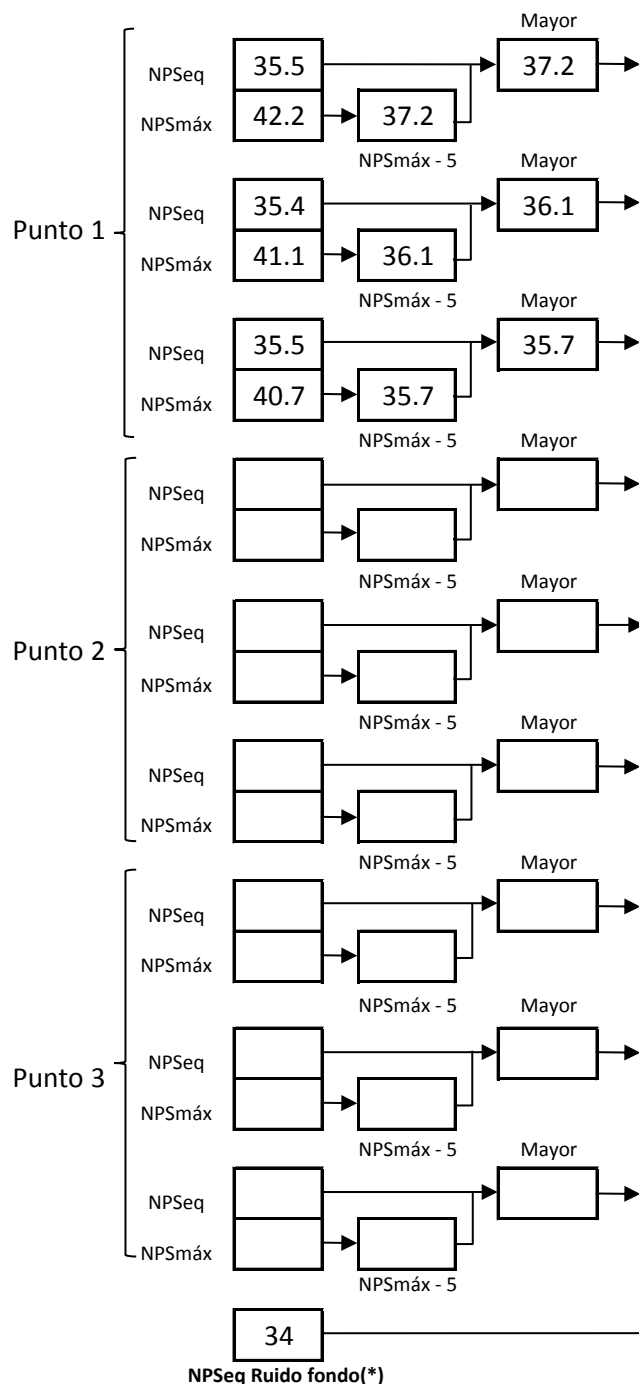 Mayor
NPSeq 35.5 37.2
NPSmáx 42.2 37.2
NPSmáx - 5
Mayor
NPSeq 35.4 36.1
Punto 1
NPSmáx 41.1 36.1
NPSmáx - 5
Mayor
NPSeq 35.5 35.7
NPSmáx 40.7 35.7
NPSmáx - 5
Mayor
NPSeq
NPSmáx
NPSmáx - 5
Mayor
NPSeq
Punto 2
NPSmáx
NPSmáx - 5
Mayor
NPSeq
NPSmáx
NPSmáx - 5
Mayor
NPSeq
NPSmáx
NPSmáx - 5
Mayor
NPSeq
Punto 3
NPSmáx
NPSmáx - 5
Mayor
NPSeq
NPSmáx
NPSmáx - 5
34
NPSeq Ruido fondo(*)